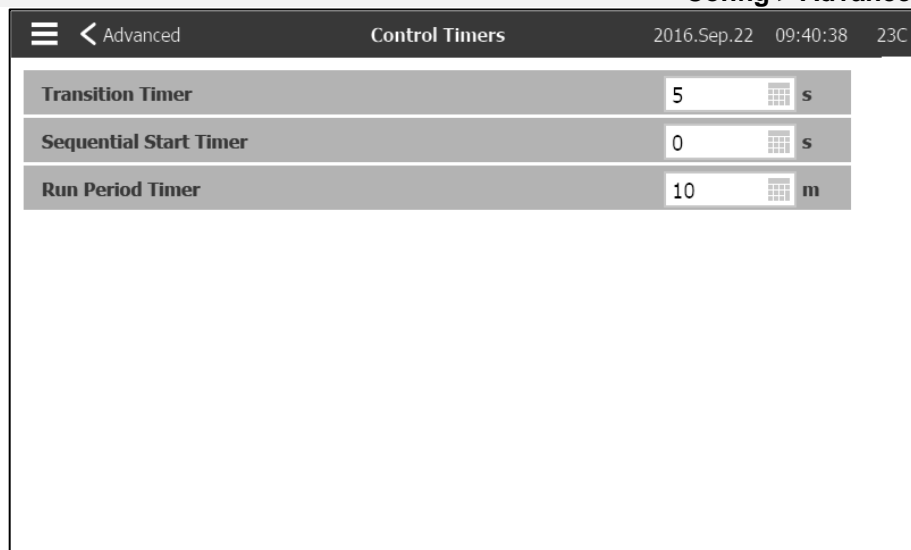 Advanced Control Timers 2016.Sep.22 09:40:38 23C
Transition Timer 5 s
Sequential Start Timer 0 s
Run Period Timer 10 m